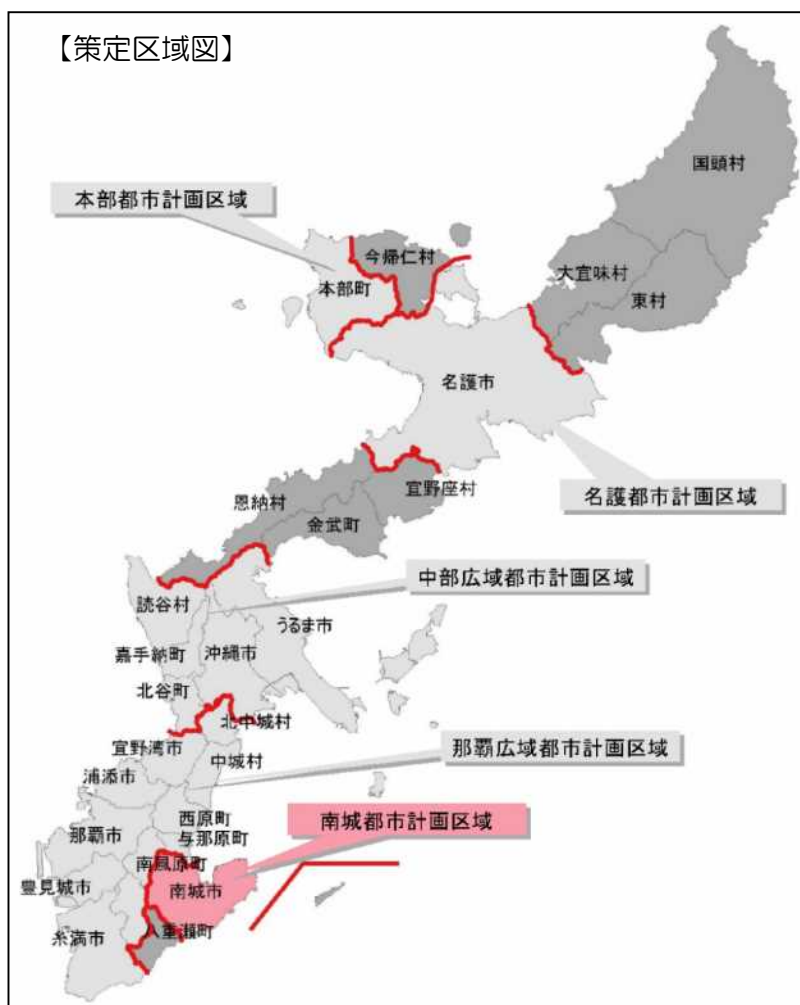 【策定区域図】
国頭村
本部都市計画区域
今帰仁村
大宜味村
本部町
東村
名護市
恩納村
宜野座村
名護都市計画区域
金武町
中部広域都市計画区域
読谷村
うるま市
嘉手納町
沖縄市
北谷町
北中城村
宜野湾市
那覇広域都市計画区域
中城村
浦添市
西原町
南城都市計画区域
那覇市
与那原町
南風原町
豊見城市
南城市
糸満市
八重瀬町